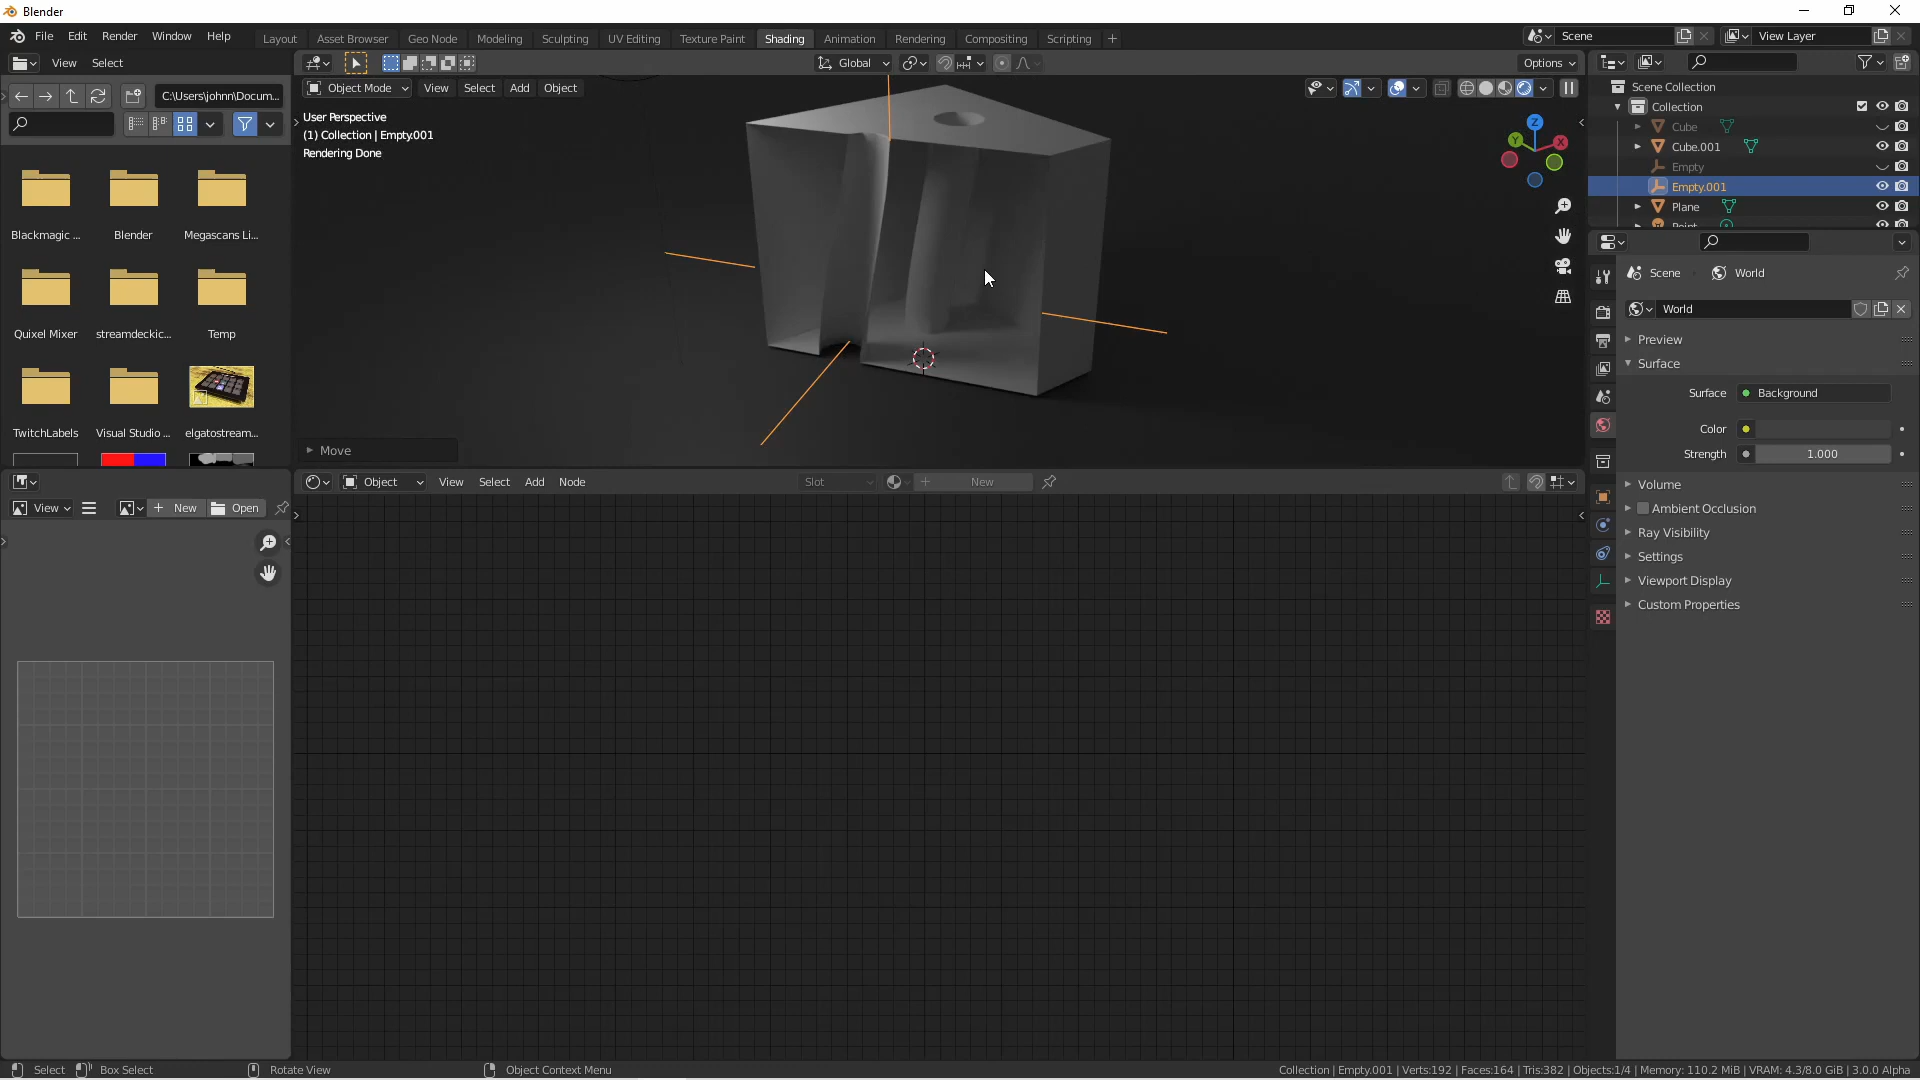 Blender
File Edit Render Window Help
Layout Asset Browser Geo Node Modeling Sculpting UV Editing Texture Paint Shading Animation Rendering Compositing Scripting
Scene
View Layer
View Select
Global
Options
C:\Users\johnn\Docum...
Object Mode View Select Add Object
User Perspective
(1) Collection | Empty.001
Rendering Done
Z
Y
X
Blackmagic ...
Blender
Megascans Li...
Quixel Mixer
streamdeckic...
Temp
TwitchLabels
Visual Studio ...
elgatostream...
Move
Scene Collection
Collection
Cube
Cube.001
Empty
Empty.001
Plane
Point
Scene
World
World
Preview
Surface
Surface
Background
Color
Strength
1.000
Volume
Ambient Occlusion
Ray Visibility
Settings
Viewport Display
Custom Properties
View
New
Open
Object View Select Add Node
Slot
New
Select
Box Select
Rotate View
Object Context Menu
Collection | Empty.001 | Verts:192 | Faces:164 | Tris:382 | Objects:1/4 | Memory: 110.2 MiB | VRAM: 4.3/8.0 GiB | 3.0.0 Alpha